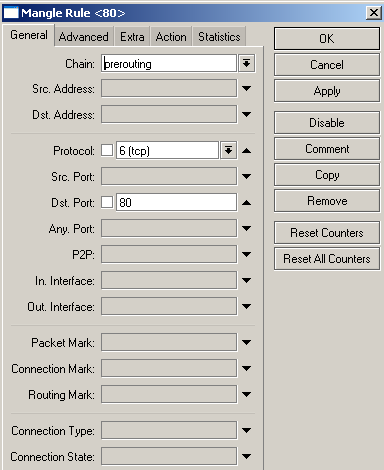 Mangle Rule <80>
General Advanced Extra Action Statistics
Chain: prerouting
Src. Address:
Dst. Address:
Protocol: 6 (tcp)
Src. Port:
Dst. Port: 80
Any. Port:
P2P:
In. Interface:
Out. Interface:
Packet Mark:
Connection Mark:
Routing Mark:
Connection Type:
Connection State:
OK
Cancel
Apply
Disable
Comment
Copy
Remove
Reset Counters
Reset All Counters